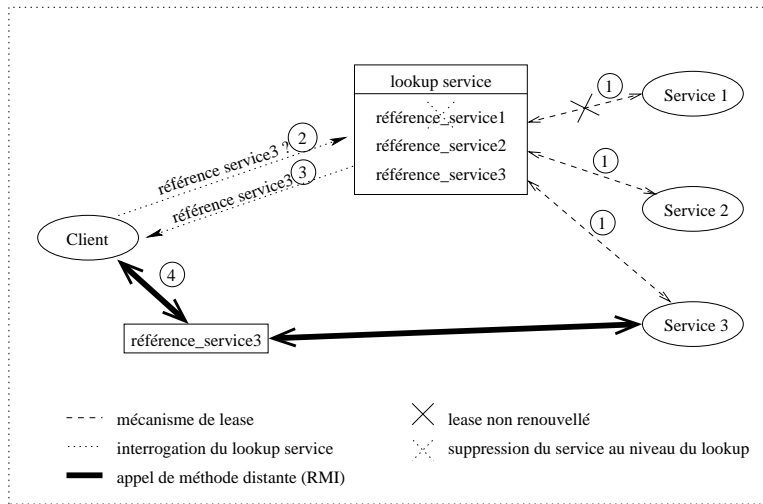 lookup service
référence_service1
référence_service2
référence_service3
1
Service 1
1
Service 2
1
Service 3
référence service3 ?
2
référence service3
3
Client
4
référence_service3
mécanisme de lease
interrogation du lookup service
appel de méthode distante (RMI)
lease non renouvellé
suppression du service au niveau du lookup